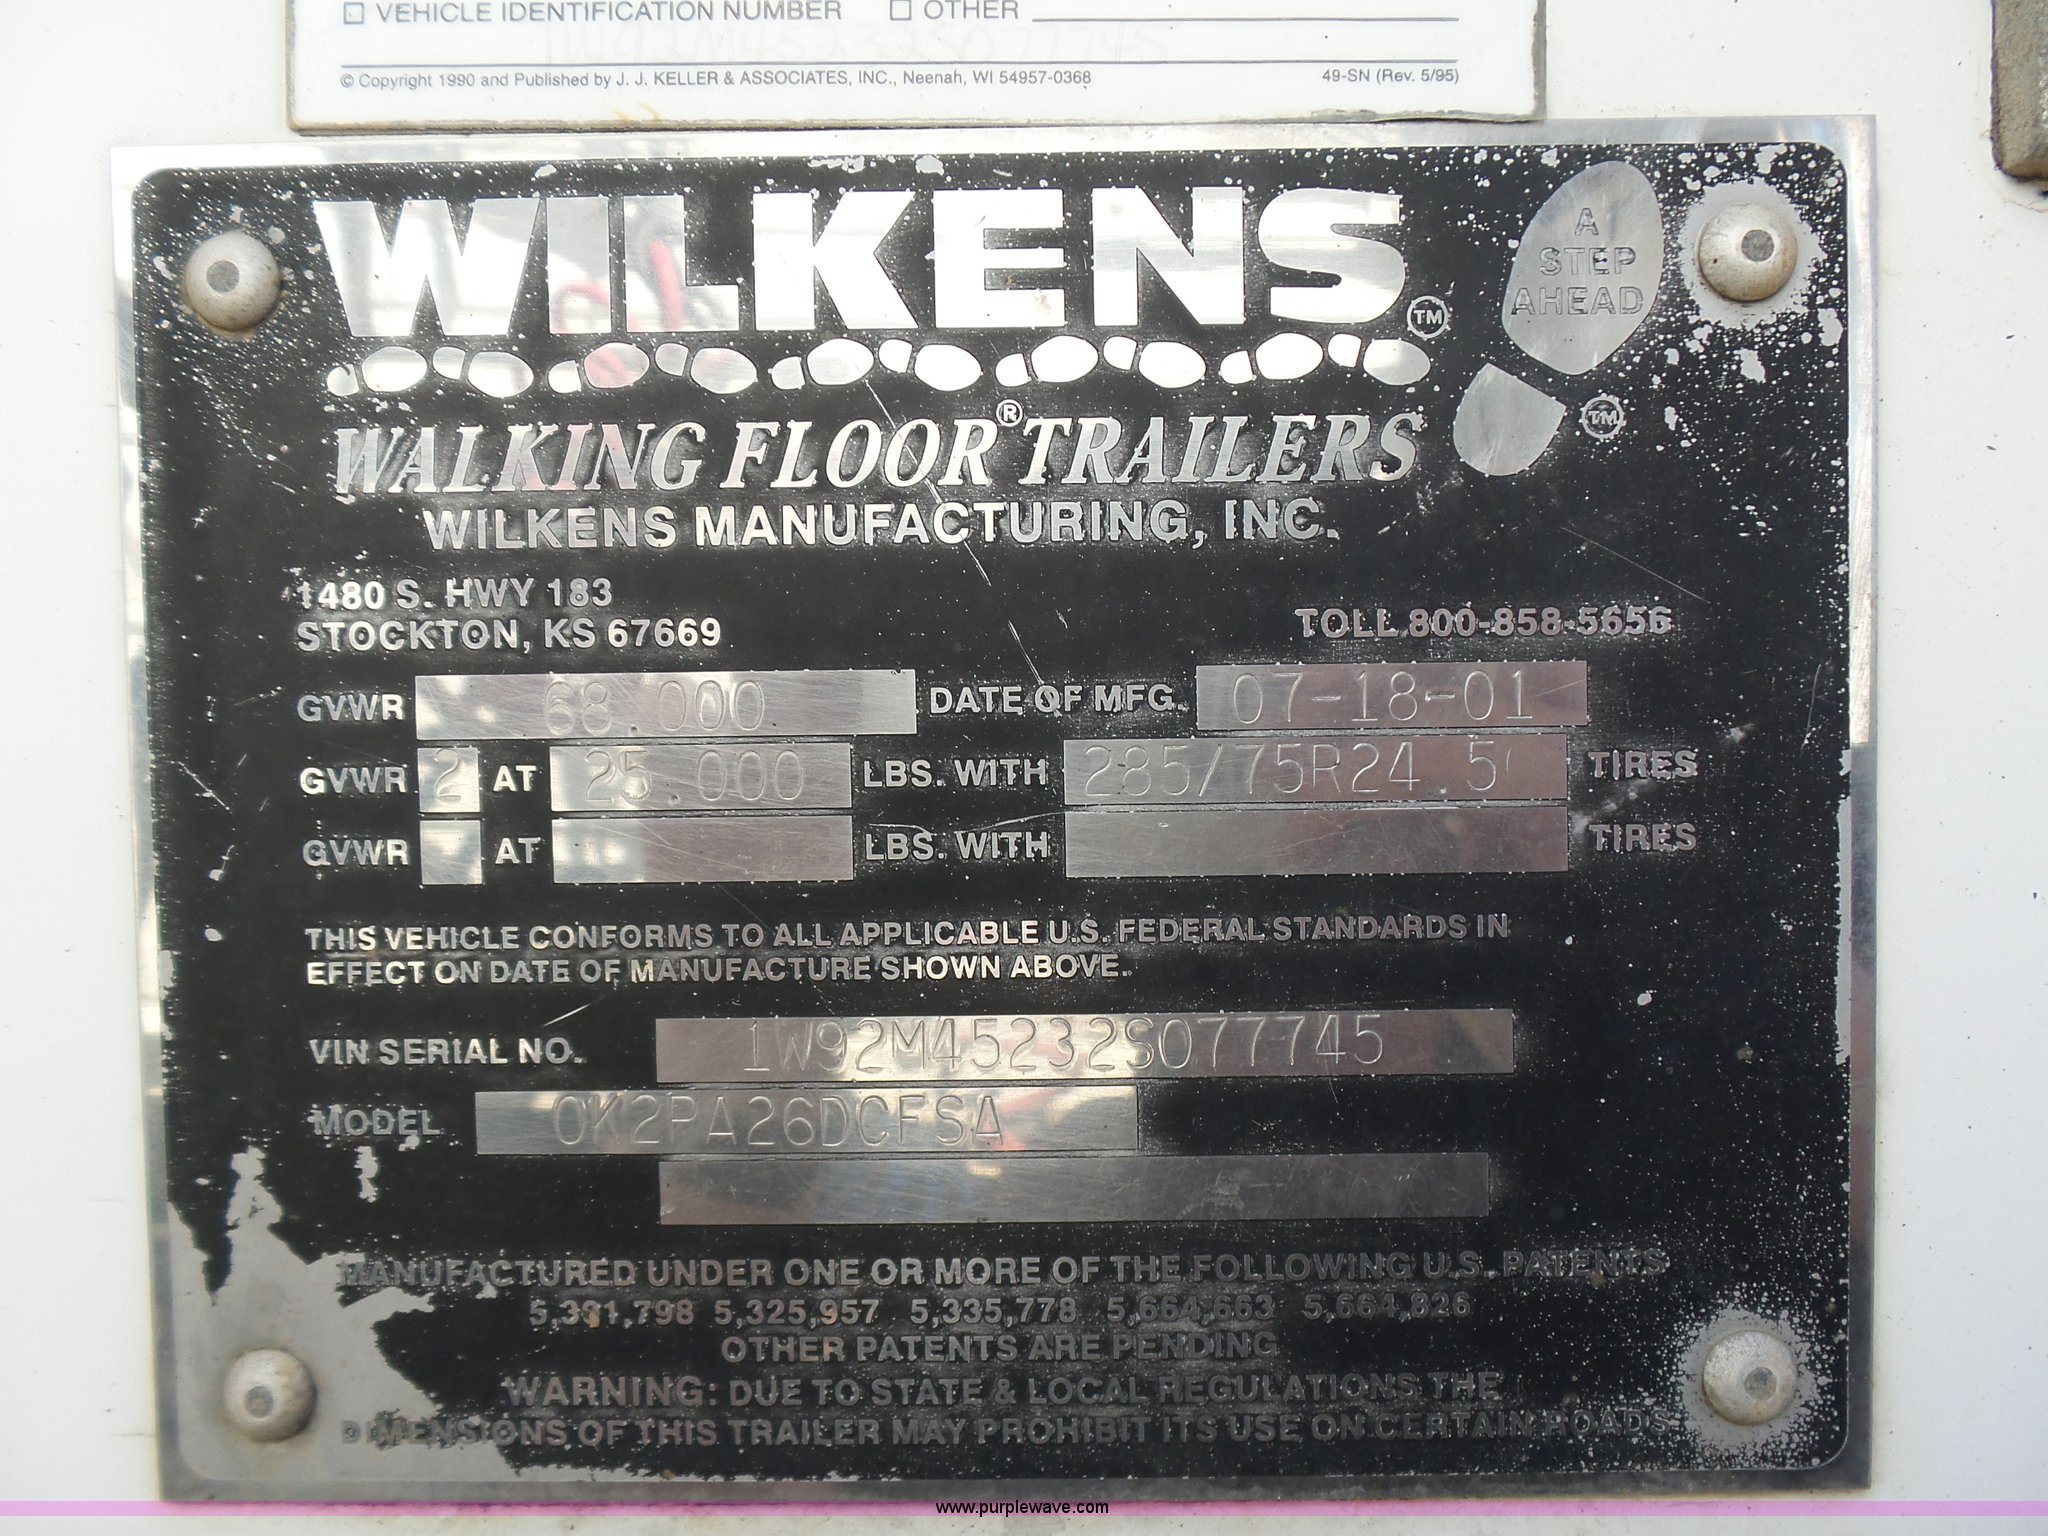 VEHICLE IDENTIFICATION NUMBER OTHER
1W92M45232S077745
© Copyright 1990 and Published by J. J. KELLER & ASSOCIATES, INC., Neenah, WI 54957-0368 49-SN (Rev. 5/95)
WILKENS TM
A
STEP
AHEAD
TM
WALKING FLOOR® TRAILERS
WILKENS MANUFACTURING, INC.
1480 S. HWY 183
STOCKTON, KS 67669
TOLL 800-858-5656
GVWR 68.000 DATE OF MFG. 07-18-01
GVWR 2 AT 25.000 LBS. WITH 285/75R24.5( TIRES
GVWR AT LBS. WITH TIRES
THIS VEHICLE CONFORMS TO ALL APPLICABLE U.S. FEDERAL STANDARDS IN
EFFECT ON DATE OF MANUFACTURE SHOWN ABOVE.
VIN SERIAL NO. 1W92M45232S077745
MODEL 0K2PA26DCFSA
MANUFACTURED UNDER ONE OR MORE OF THE FOLLOWING U.S. PATENTS
5,391,798 5,325,957 5,335,778 5,664,663 5,664,826
OTHER PATENTS ARE PENDING
WARNING: DUE TO STATE & LOCAL REGULATIONS THE
DIMENSIONS OF THIS TRAILER MAY PROHIBIT ITS USE ON CERTAIN ROADS
www.purplewave.com